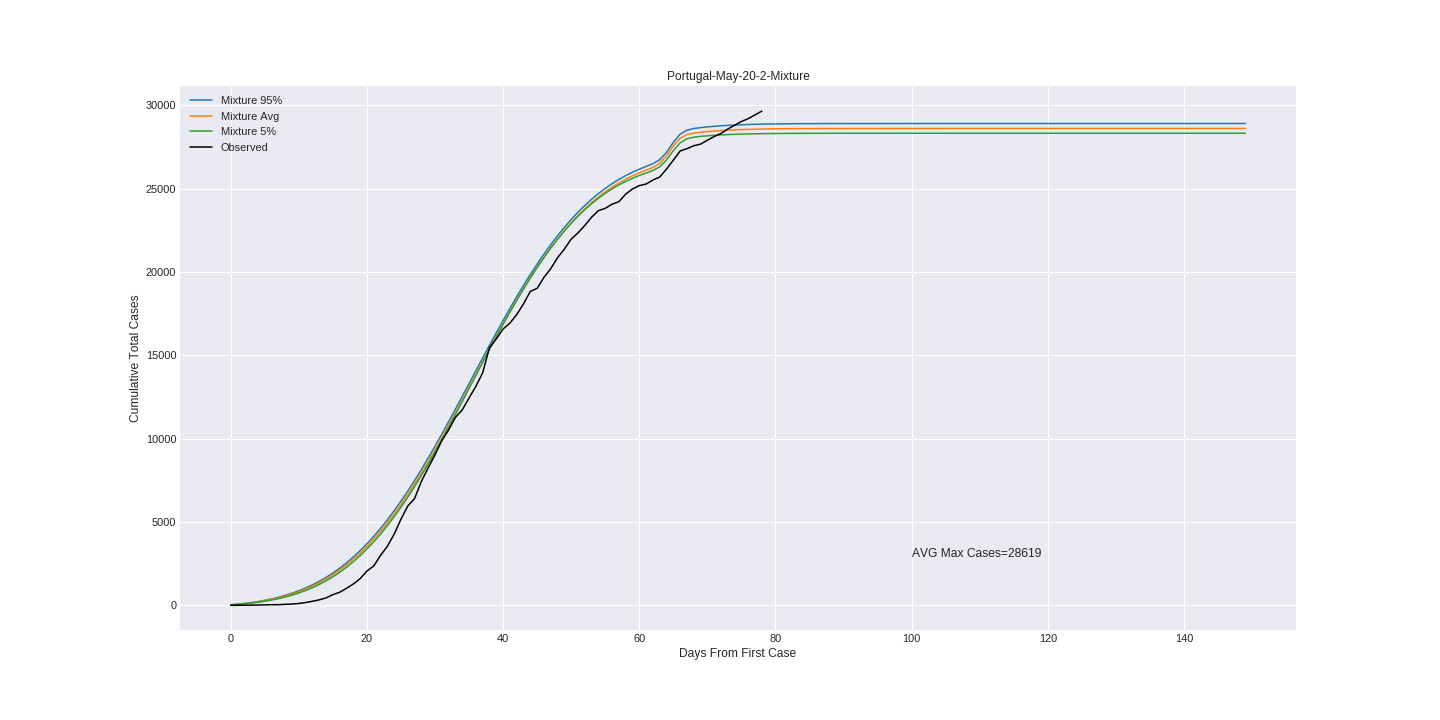 Portugal-May-20-2-Mixture
Mixture 95%
Mixture Avg
Mixture 5%
Observed
30000
25000
20000
15000
10000
5000
0
Cumulative Total Cases
AVG Max Cases=28619
0 20 40 60 80 100 120 140
Days From First Case